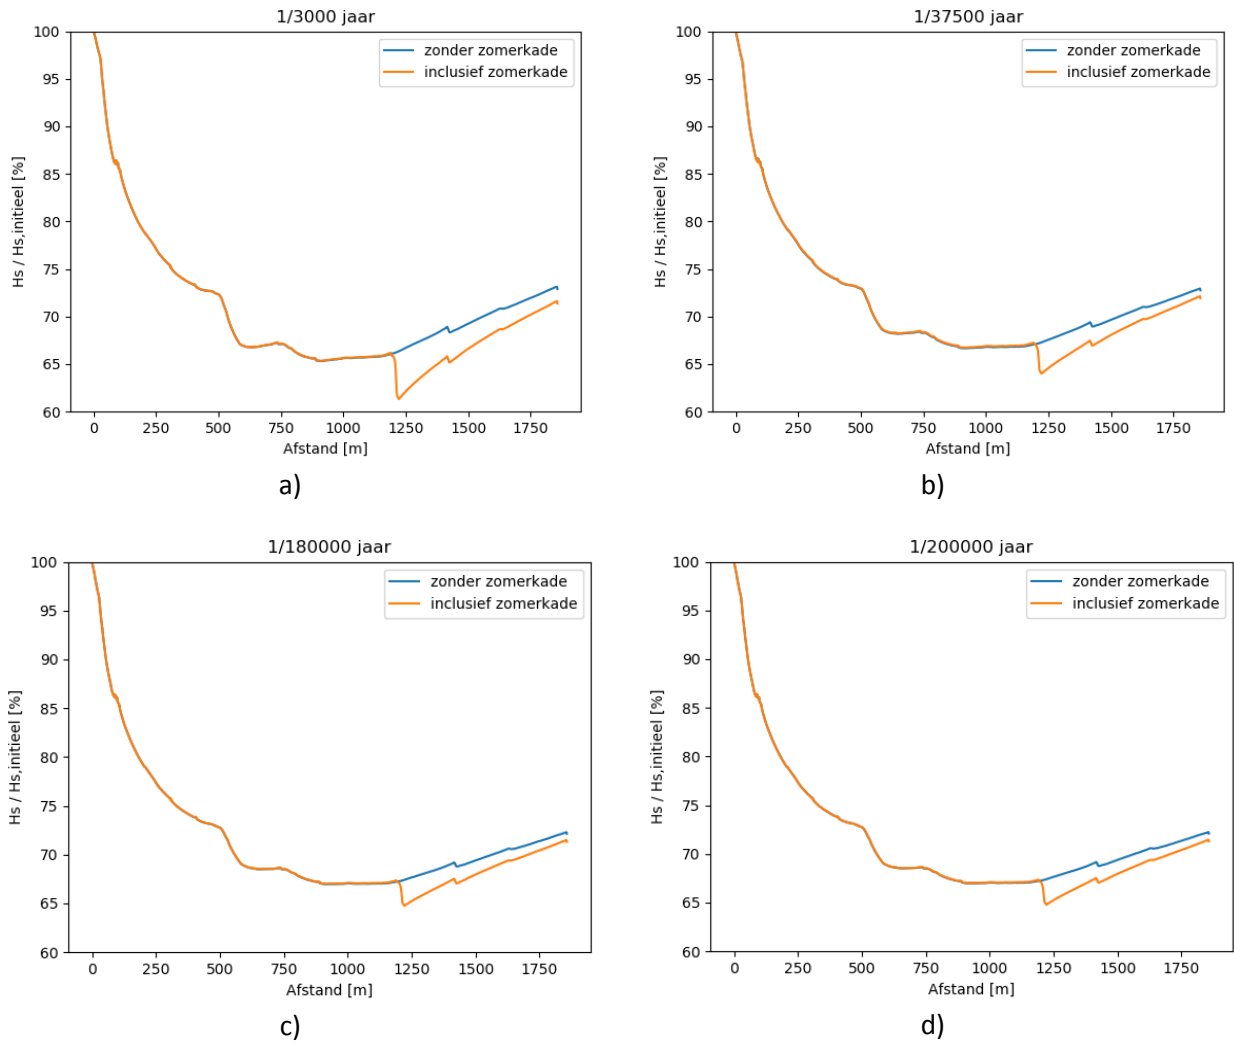 1/3000 jaar
Hs / Hs,initieel [%]
100
95
90
85
80
75
70
65
60
zonder zomerkade
inclusief zomerkade
0 250 500 750 1000 1250 1500 1750
Afstand [m]
a)
1/37500 jaar
Hs / Hs,initieel [%]
100
95
90
85
80
75
70
65
60
zonder zomerkade
inclusief zomerkade
0 250 500 750 1000 1250 1500 1750
Afstand [m]
b)
1/180000 jaar
Hs / Hs,initieel [%]
100
95
90
85
80
75
70
65
60
zonder zomerkade
inclusief zomerkade
0 250 500 750 1000 1250 1500 1750
Afstand [m]
c)
1/200000 jaar
Hs / Hs,initieel [%]
100
95
90
85
80
75
70
65
60
zonder zomerkade
inclusief zomerkade
0 250 500 750 1000 1250 1500 1750
Afstand [m]
d)